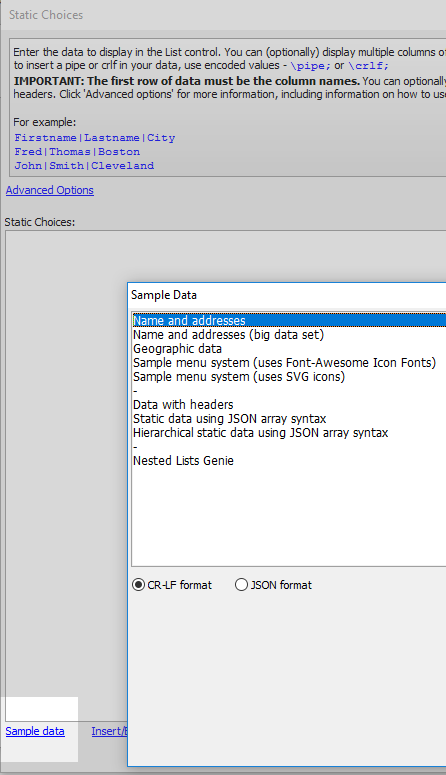 Static Choices
Enter the data to display in the List control. You can (optionally) display multiple columns of
to insert a pipe or crlf in your data, use encoded values - \pipe; or \crlf;
IMPORTANT: The first row of data must be the column names. You can optionally
headers. Click 'Advanced options' for more information, including information on how to use
For example:
Firstname|Lastname|City
Fred|Thomas|Boston
John|Smith|Cleveland
Advanced Options
Static Choices:
Sample Data
Name and addresses
Name and addresses (big data set)
Geographic data
Sample menu system (uses Font-Awesome Icon Fonts)
Sample menu system (uses SVG icons)
-
Data with headers
Static data using JSON array syntax
Hierarchical static data using JSON array syntax
-
Nested Lists Genie
CR-LF format JSON format
Sample data Insert/